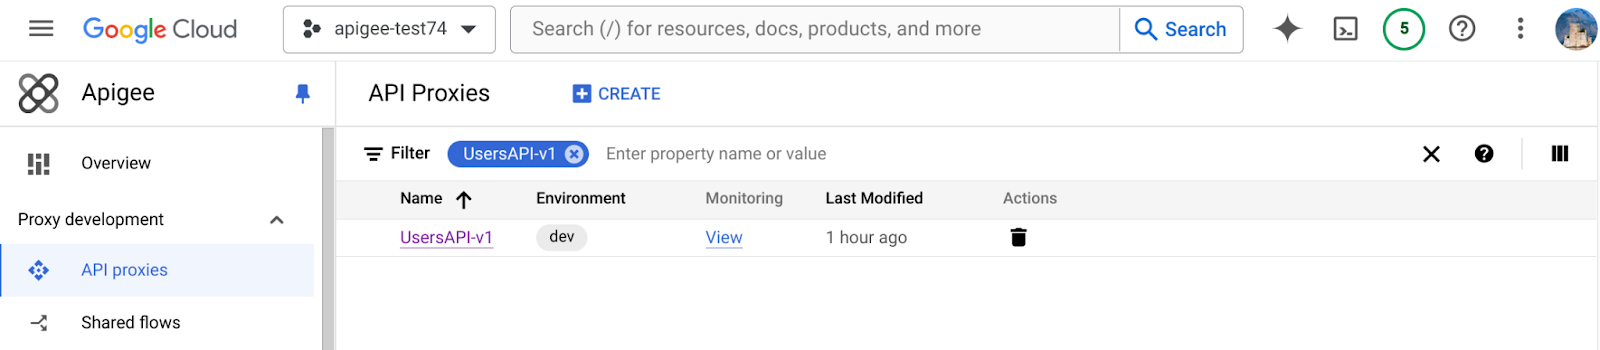 Google Cloud apigee-test74 Search (/) for resources, docs, products, and more Search 5
Apigee API Proxies CREATE
Filter UsersAPI-v1 Enter property name or value
Overview
Name Environment Monitoring Last Modified Actions
Proxy development
UsersAPI-v1 dev View 1 hour ago
API proxies
Shared flows